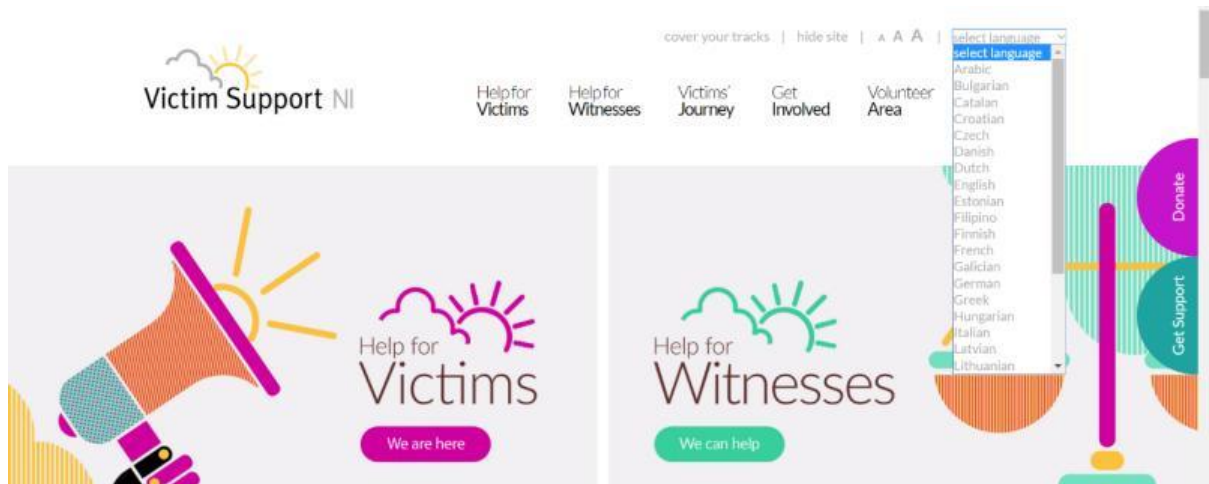 cover your tracks | hide site | A A A | select language
Victim Support NI
Help for Victims
Help for Witnesses
Victims' Journey
Get Involved
Volunteer Area
select language
Arabic
Bulgarian
Catalan
Croatian
Czech
Danish
Dutch
English
Estonian
Filipino
Finnish
French
Galician
German
Greek
Hungarian
Italian
Latvian
Lithuanian
Donate
Get Support
Help for
Victims
We are here
Help for
Witnesses
We can help